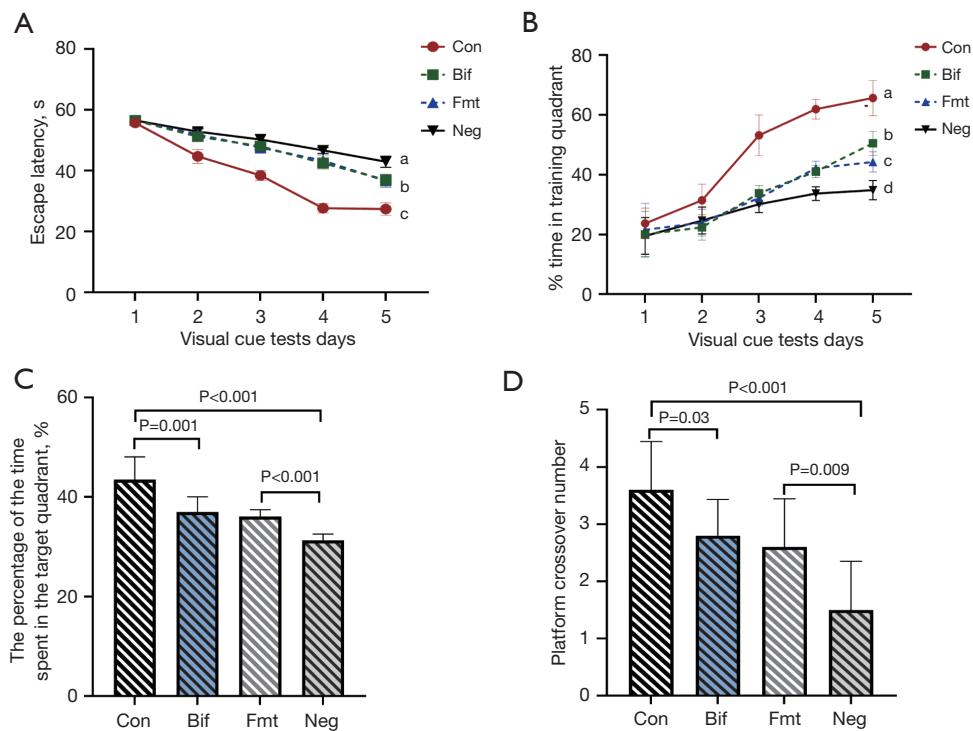 A
Escape latency, s
80
60
40
20
0
1 2 3 4 5
Visual cue tests days
Con
Bif
Fmt
Neg
a
b
c
B
% time in training quadrant
80
60
40
20
0
1 2 3 4 5
Visual cue tests days
Con
Bif
Fmt
Neg
a
b
c
d
C
The percentage of the time
spent in the target quadrant, %
60
40
20
0
P<0.001
P=0.001
P<0.001
Con Bif Fmt Neg
D
Platform crossover number
5
4
3
2
1
0
P<0.001
P=0.03
P=0.009
Con Bif Fmt Neg